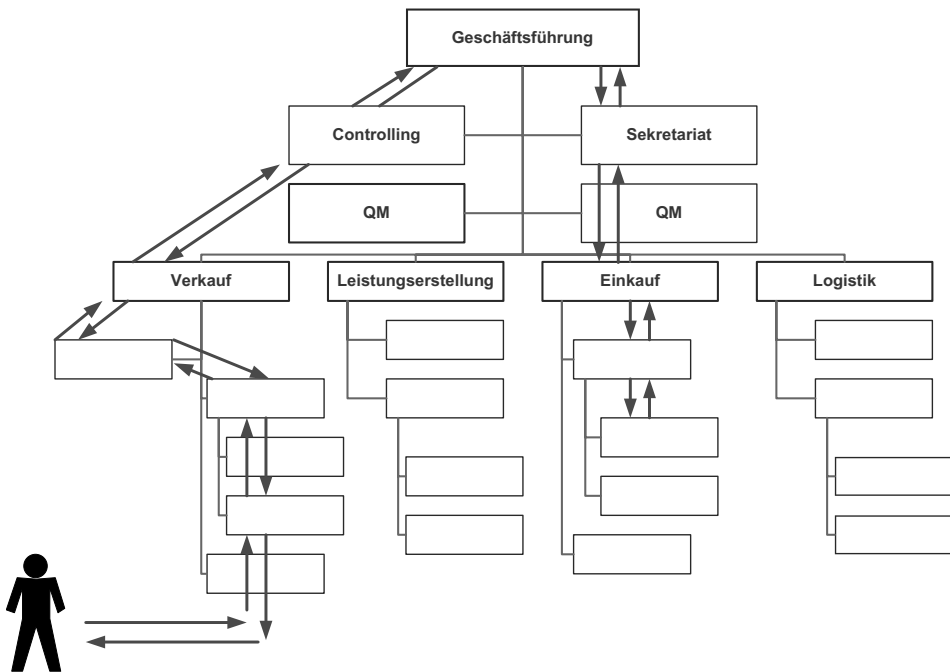 Geschäftsführung
Controlling
Sekretariat
QM
QM
Verkauf
Leistungserstellung
Einkauf
Logistik